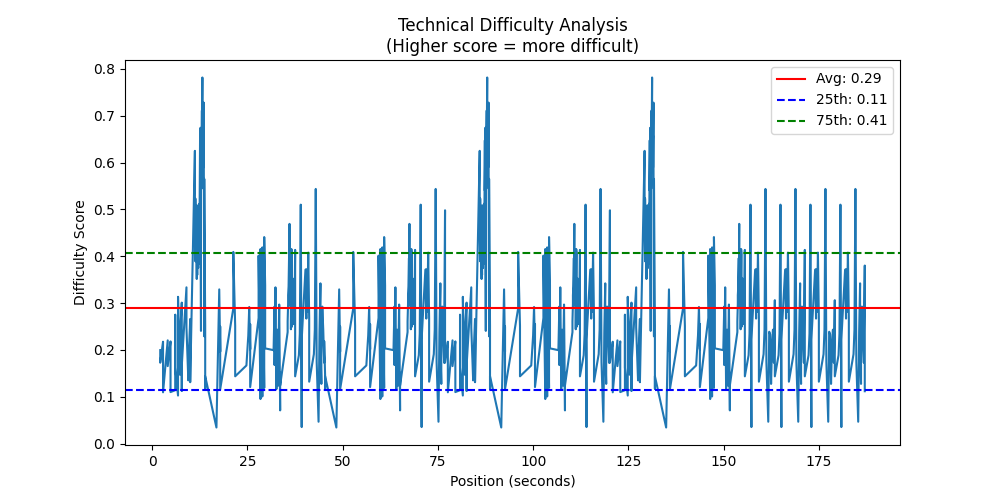 Technical Difficulty Analysis
(Higher score = more difficult)
Avg: 0.29
25th: 0.11
75th: 0.41
Difficulty Score
0.8
0.7
0.6
0.5
0.4
0.3
0.2
0.1
0.0
0 25 50 75 100 125 150 175
Position (seconds)